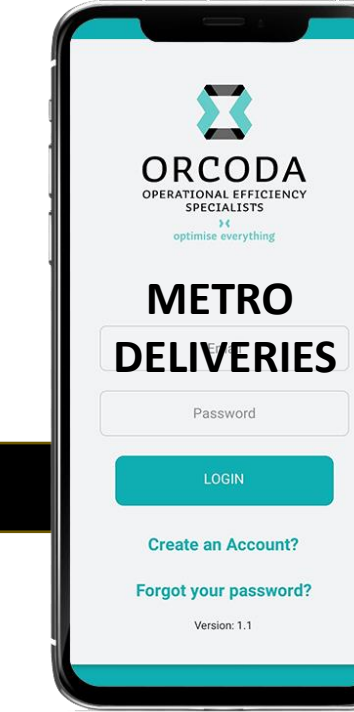 ORCODA
OPERATIONAL EFFICIENCY
SPECIALISTS
optimise everything
METRO
DELIVERIES
Password
LOGIN
Create an Account?
Forgot your password?
Version: 1.1